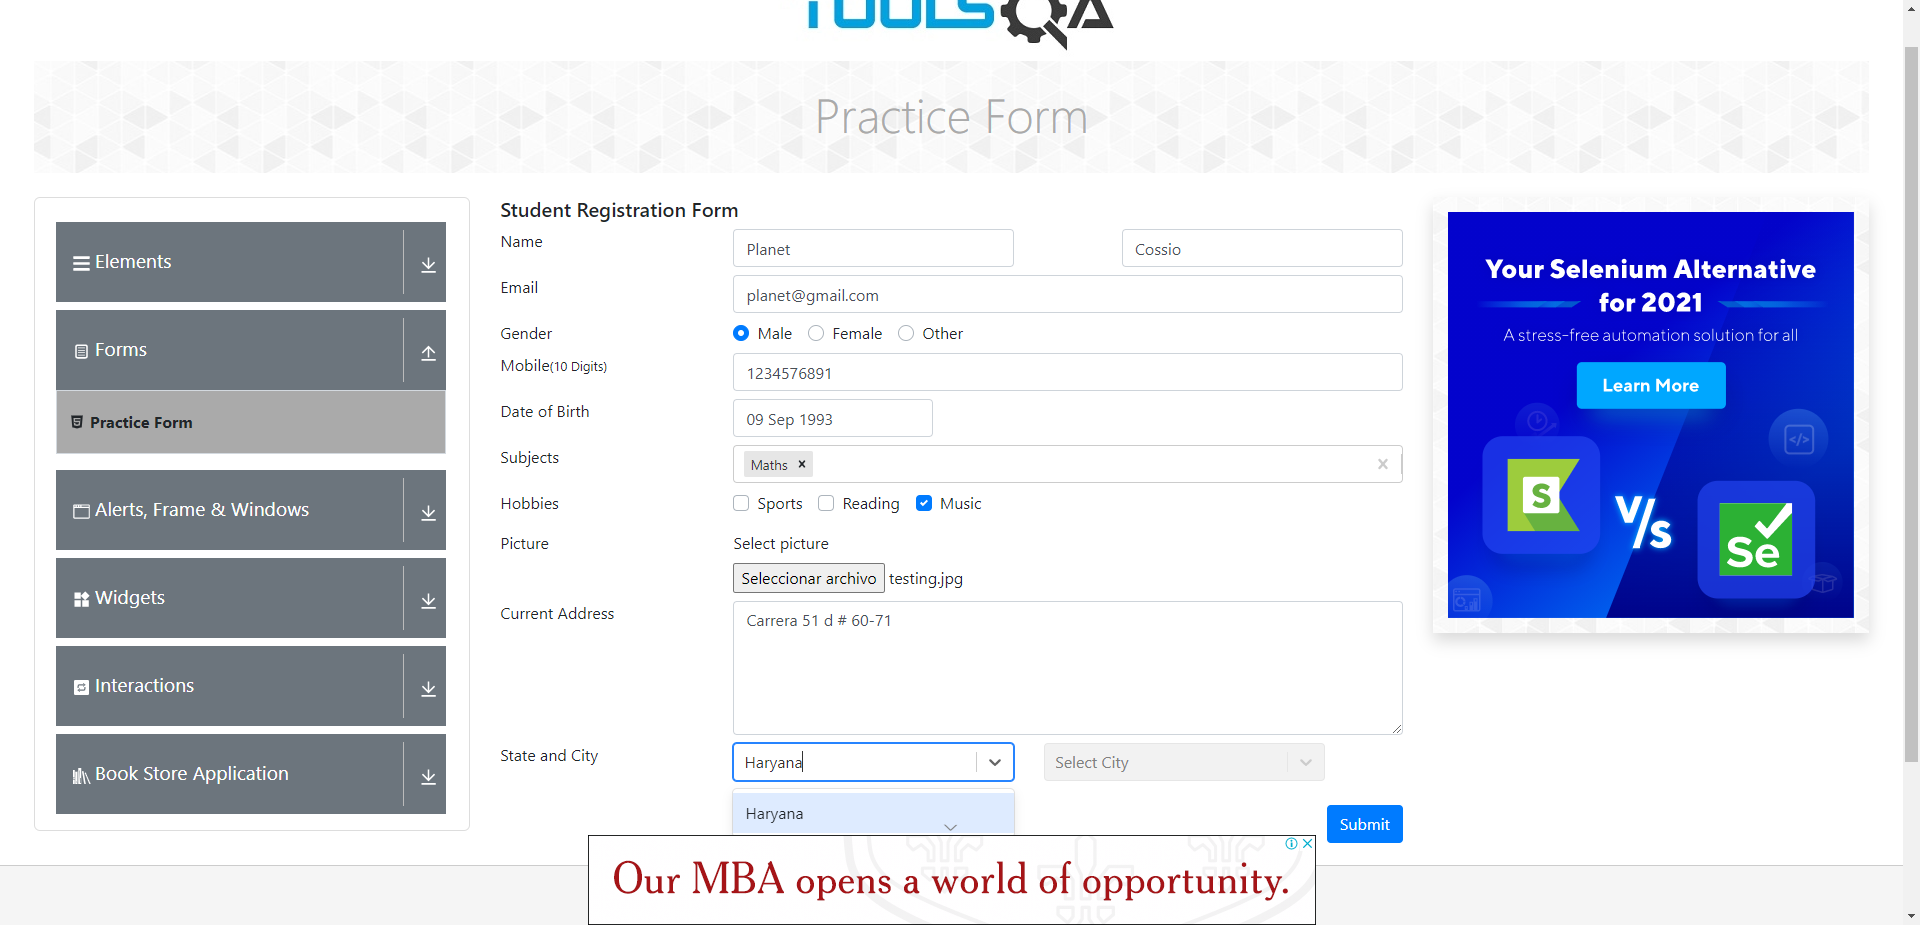 TOOLSQA
Practice Form
Elements
Forms
Practice Form
Alerts, Frame & Windows
Widgets
Interactions
Book Store Application
Student Registration Form
Name
Planet
Cossio
Email
planet@gmail.com
Gender
Male
Female
Other
Mobile(10 Digits)
1234576891
Date of Birth
09 Sep 1993
Subjects
Maths
Hobbies
Sports
Reading
Music
Picture
Select picture
Seleccionar archivo testing.jpg
Current Address
Carrera 51 d # 60-71
State and City
Haryana
Select City
Haryana
Submit
Your Selenium Alternative
for 2021
A stress-free automation solution for all
Learn More
</>
S
V/s
Se
Our MBA opens a world of opportunity.